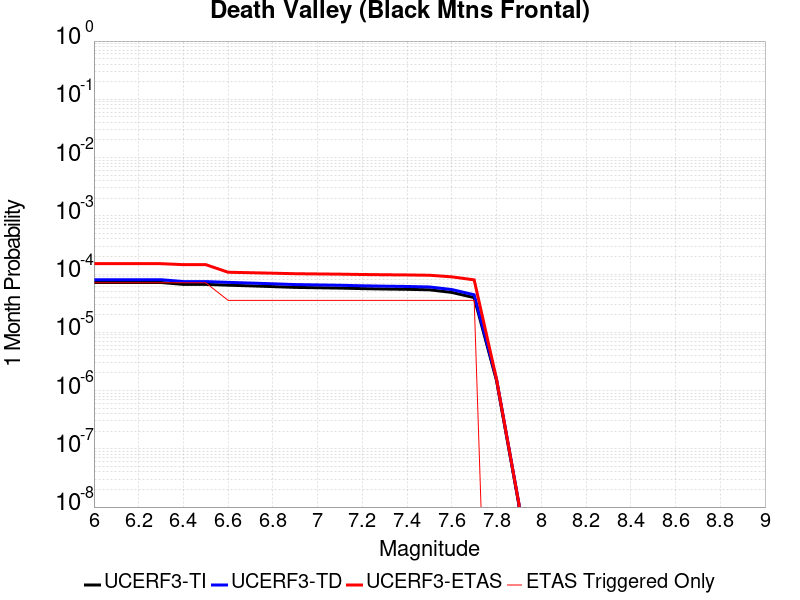 Death Valley (Black Mtns Frontal)
10^0
10^-1
10^-2
10^-3
10^-4
10^-5
10^-6
10^-7
10^-8
1 Month Probability
6 6.2 6.4 6.6 6.8 7 7.2 7.4 7.6 7.8 8 8.2 8.4 8.6 8.8 9
Magnitude
UCERF3-TI UCERF3-TD UCERF3-ETAS ETAS Triggered Only